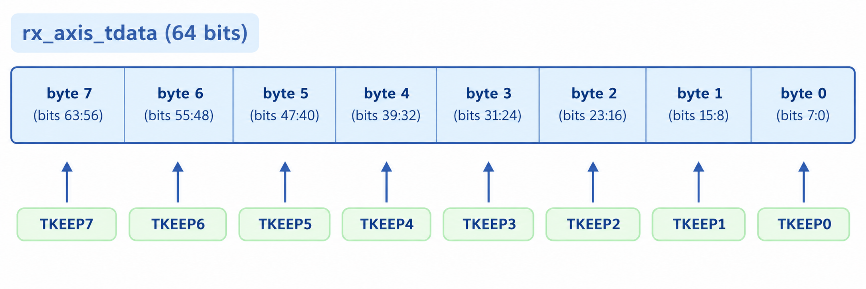 rx_axis_tdata (64 bits)
byte 7 byte 6 byte 5 byte 4 byte 3 byte 2 byte 1 byte 0
(bits 63:56) (bits 55:48) (bits 47:40) (bits 39:32) (bits 31:24) (bits 23:16) (bits 15:8) (bits 7:0)
TKEEP7 TKEEP6 TKEEP5 TKEEP4 TKEEP3 TKEEP2 TKEEP1 TKEEP0